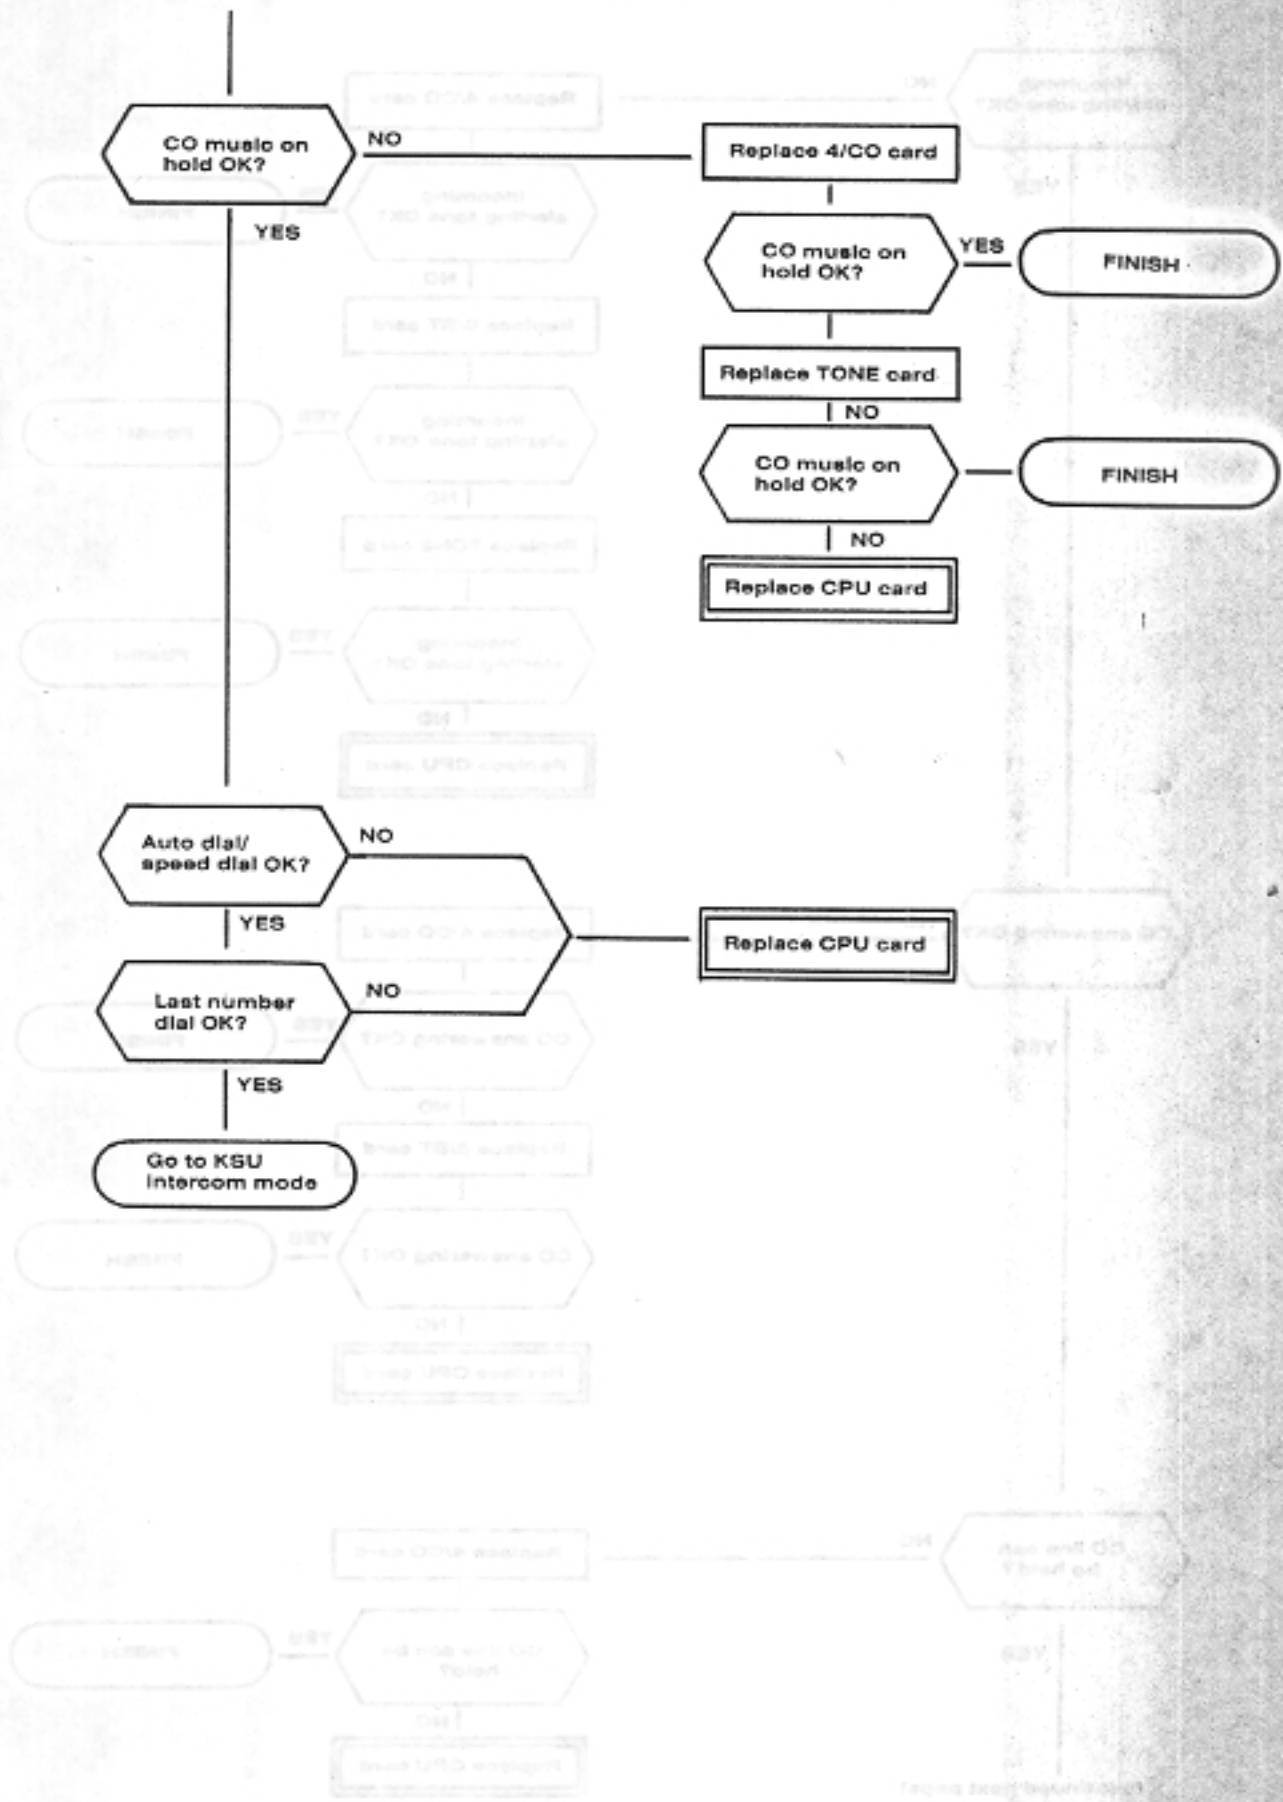 CO music on
hold OK?
NO
YES
Replace 4/CO card
CO music on
hold OK?
YES
FINISH
Replace TONE card
NO
CO music on
hold OK?
FINISH
NO
Replace CPU card
Auto dial/
speed dial OK?
NO
YES
Replace CPU card
Last number
dial OK?
NO
YES
Go to KSU
intercom mode